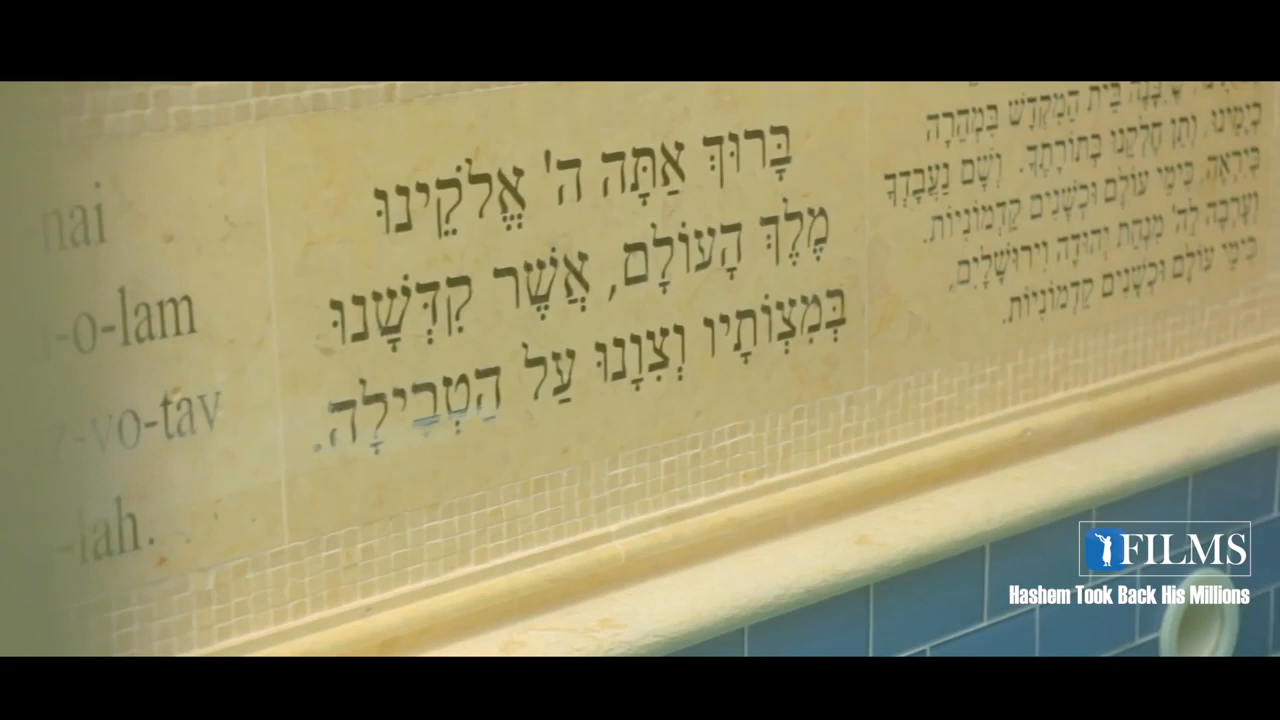 nai
-o-lam
-vo-tav
-lah.
בָּרוּךְ אַתָּה ה' אֱלֹקֵינוּ
מֶלֶךְ הָעוֹלָם, אֲשֶׁר קִדְּשָׁנוּ
בְּמִצְוֹתָיו וְצִוָּנוּ עַל הַטְּבִילָה.
בֵּית הַמִּקְדָּשׁ בִּמְהֵרָה
בְיָמֵינוּ, וְתֵן חֶלְקֵנוּ בְּתוֹרָתֶךָ. וְשָׁם נַעֲבָדְךָ
בְּיִרְאָה, כִּימֵי עוֹלָם וּכְשָׁנִים קַדְמוֹנִיּוֹת.
וְעָרְבָה לַה' מִנְחַת יְהוּדָה וִירוּשָׁלָיִם,
כִּימֵי עוֹלָם וּכְשָׁנִים קַדְמוֹנִיּוֹת.
FILMS
Hashem Took Back His Millions